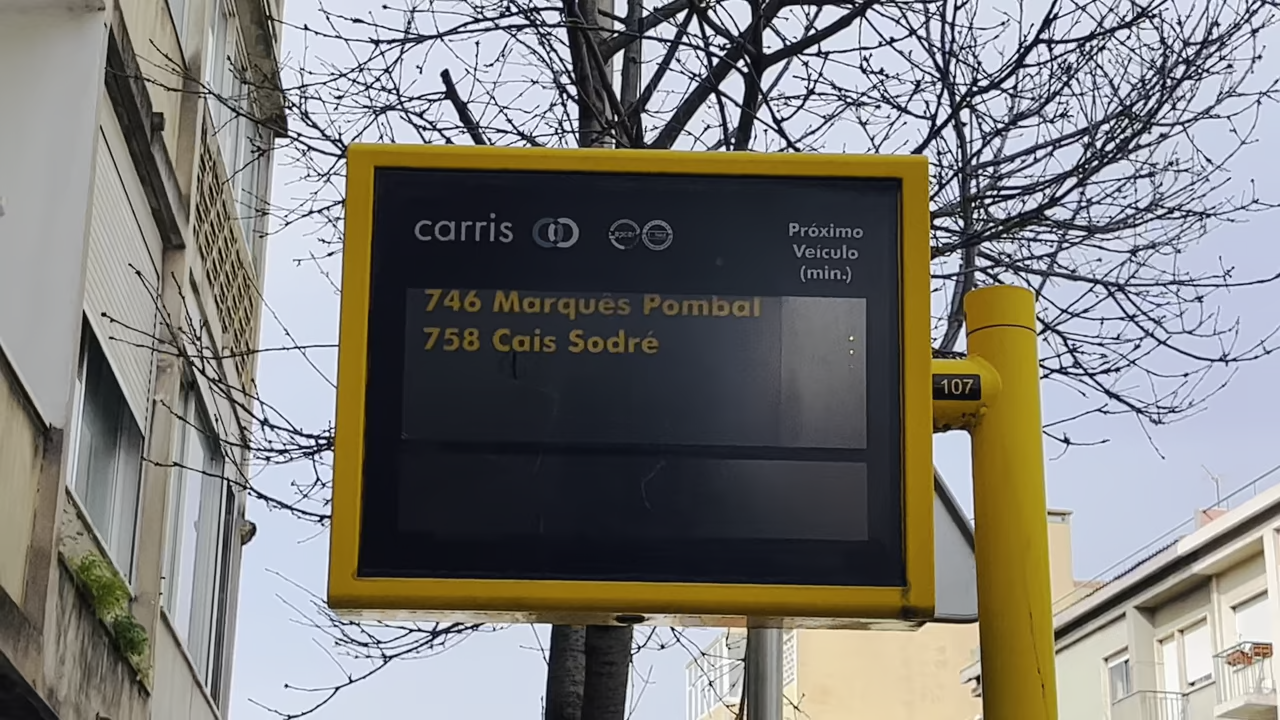 carris
Próximo
Veículo
(min.)
746 Marquês Pombal
758 Cais Sodré
107